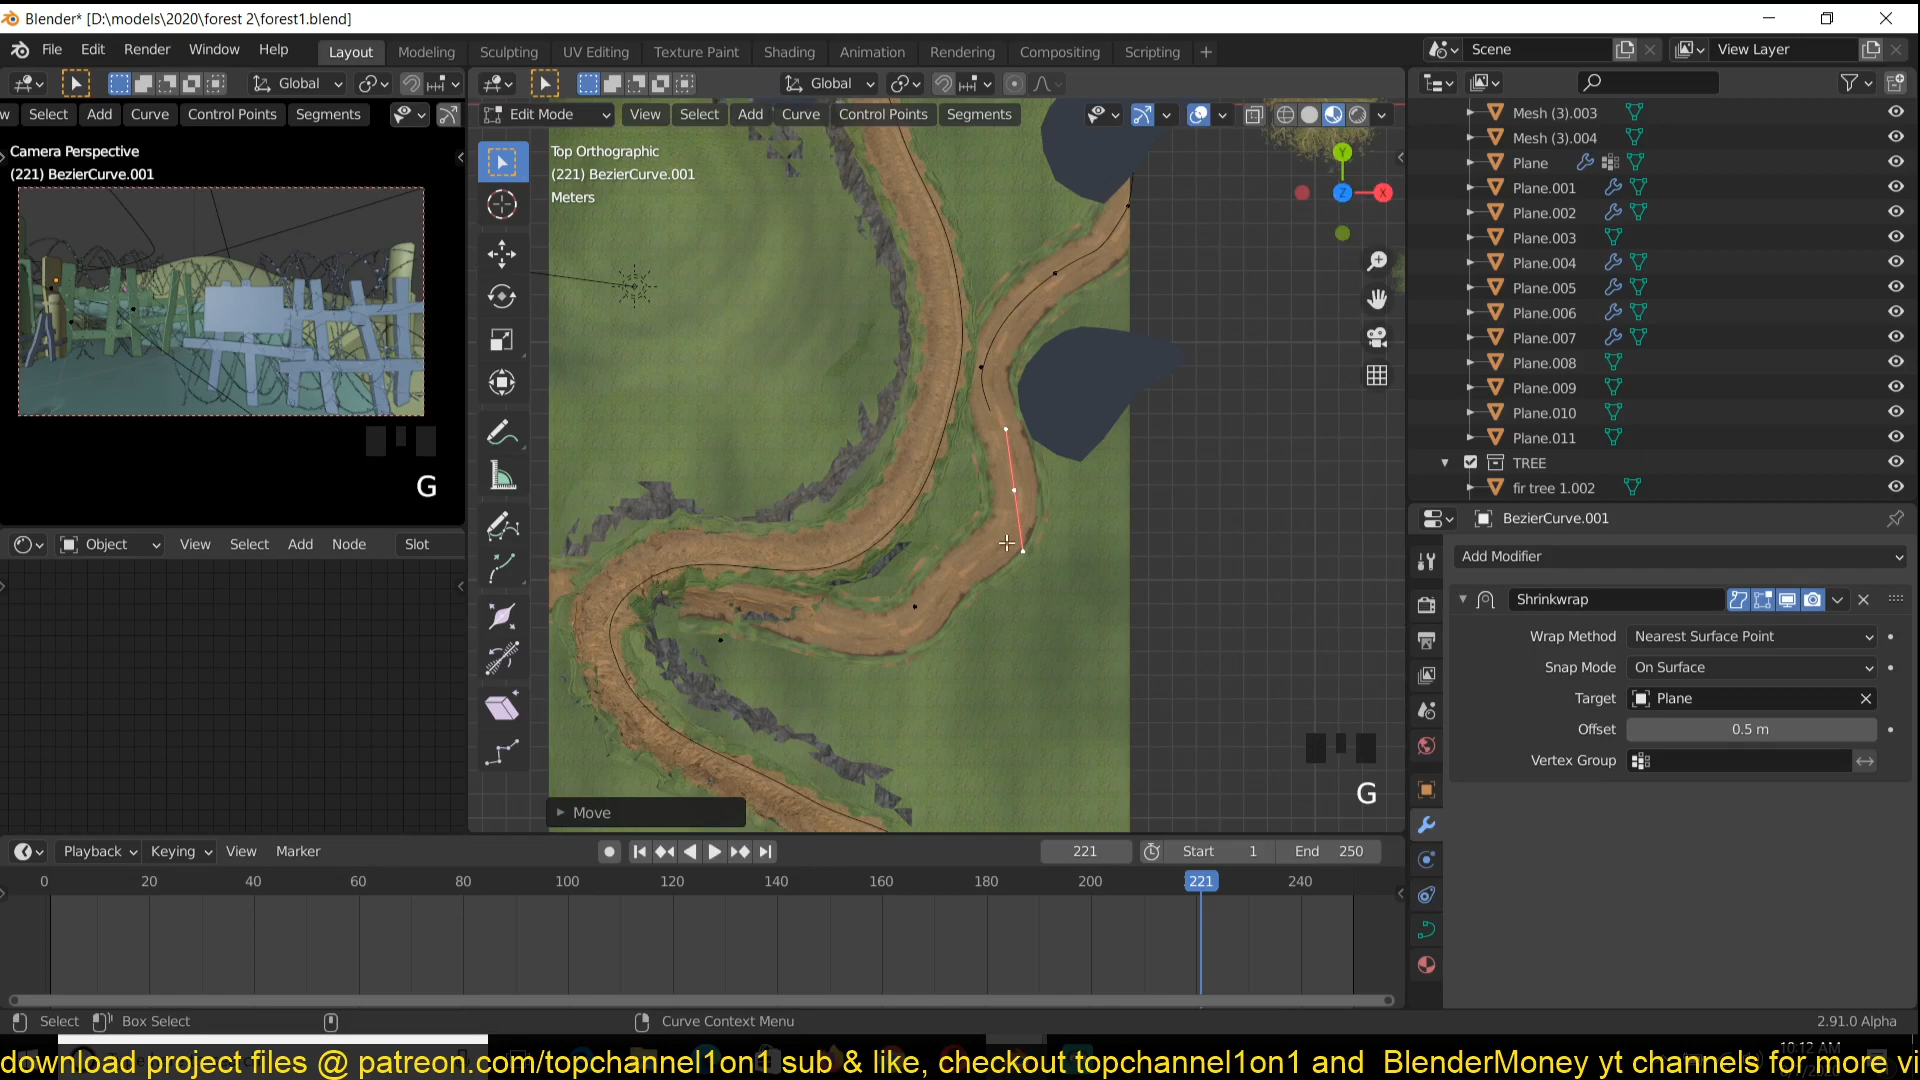 Blender* [D:\models\2020\forest 2\forest1.blend]
File Edit Render Window Help Layout Modeling Sculpting UV Editing Texture Paint Shading Animation Rendering Compositing Scripting + Scene View Layer
Global Global
w Select Add Curve Control Points Segments Edit Mode View Select Add Curve Control Points Segments
Camera Perspective
(221) BezierCurve.001
Top Orthographic
(221) BezierCurve.001
Meters
Y
Z
X
G
G
Move
Mesh (3).003
Mesh (3).004
Plane
Plane.001
Plane.002
Plane.003
Plane.004
Plane.005
Plane.006
Plane.007
Plane.008
Plane.009
Plane.010
Plane.011
TREE
fir tree 1.002
BezierCurve.001
Add Modifier
Shrinkwrap
Wrap Method Nearest Surface Point
Snap Mode On Surface
Target Plane
Offset 0.5 m
Vertex Group
Object View Select Add Node Slot
Playback Keying View Marker 221 Start 1 End 250
0 20 40 60 80 100 120 140 160 180 200 221 240
Select Box Select Curve Context Menu 2.91.0 Alpha
10:12 AM
download project files @ patreon.com/topchannel1on1 sub & like, checkout topchannel1on1 and BlenderMoney yt channels for more vi